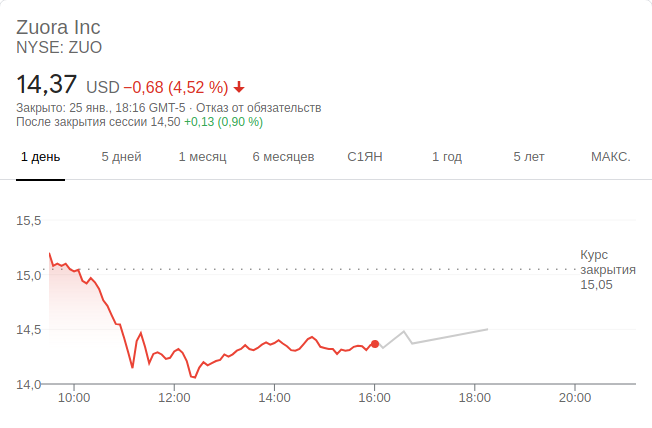 Zuora Inc
NYSE: ZUO
14,37 USD −0,68 (4,52 %)
Закрыто: 25 янв., 18:16 GMT-5 · Отказ от обязательств
После закрытия сессии 14,50 +0,13 (0,90 %)
1 день 5 дней 1 месяц 6 месяцев С1ЯН 1 год 5 лет МАКС.
15,5
Курс
закрытия
15,05
15,0
14,5
14,0
10:00 12:00 14:00 16:00 18:00 20:00